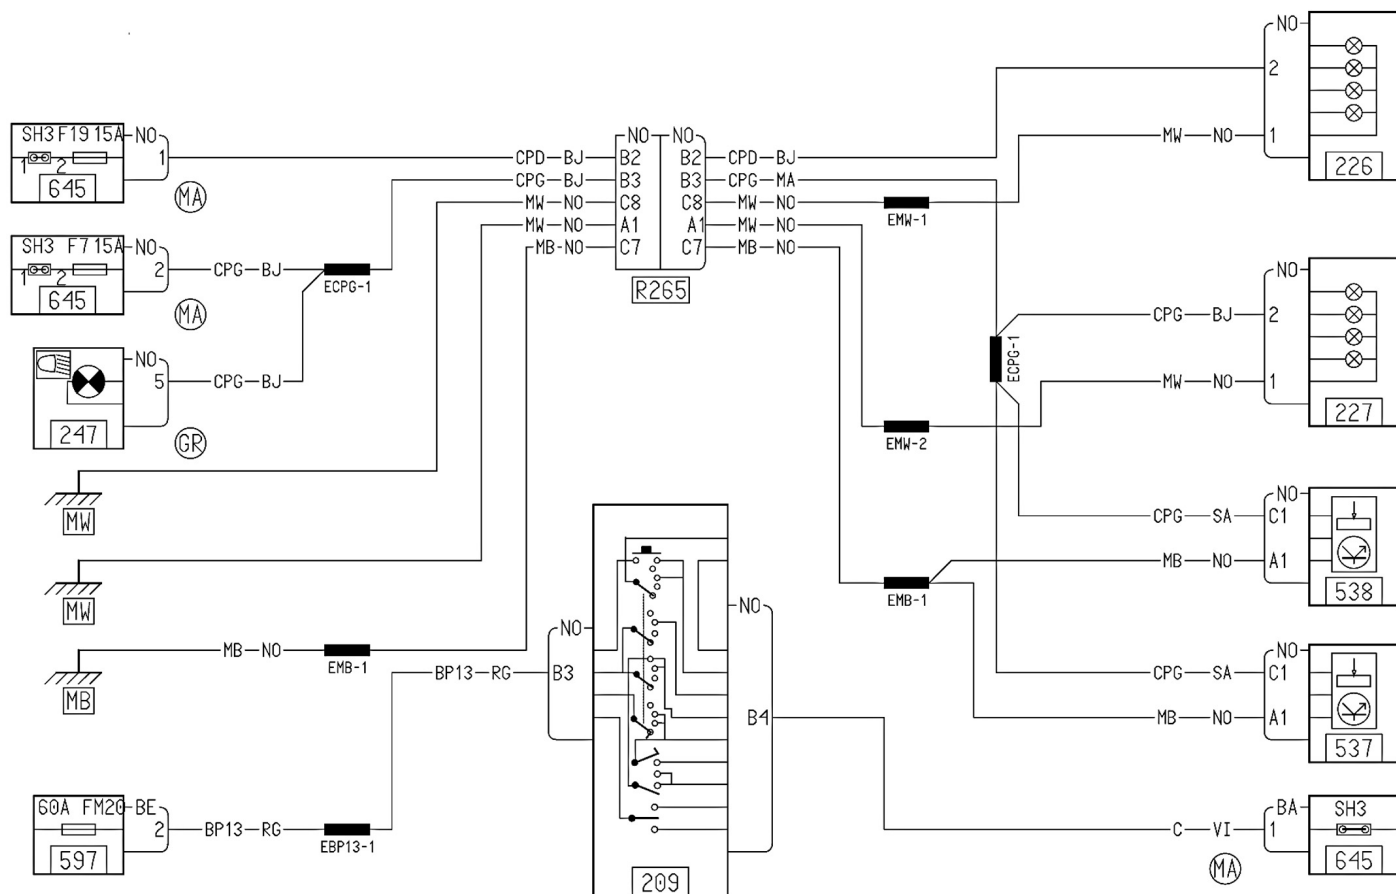 SH3 F19 15A NO
1 2 1
645
MA
SH3 F7 15A NO
1 2 2
645
MA
CPG BJ
ECPG-1
NO
5
247
GR
CPG BJ
MW
MW
MB
MB NO
EMB-1
60A FM20 BE
2
597
BP13 RG
EBP13-1
BP13 RG
NO
B3
209
NO
B4
NO NO
CPD BJ B2 B2 CPD BJ
CPG BJ B3 B3 CPG MA
MW NO C8 C8 MW NO
MW NO A1 A1 MW NO
MB-NO C7 C7 MB NO
R265
EMW-1
EMW-2
EMB-1
ECPG-1
NO
2
MW NO 1
226
NO
CPG BJ 2
MW NO 1
227
NO
CPG SA C1
MB NO A1
538
NO
CPG SA C1
MB NO A1
537
BA SH3
C VI 1
645
MA